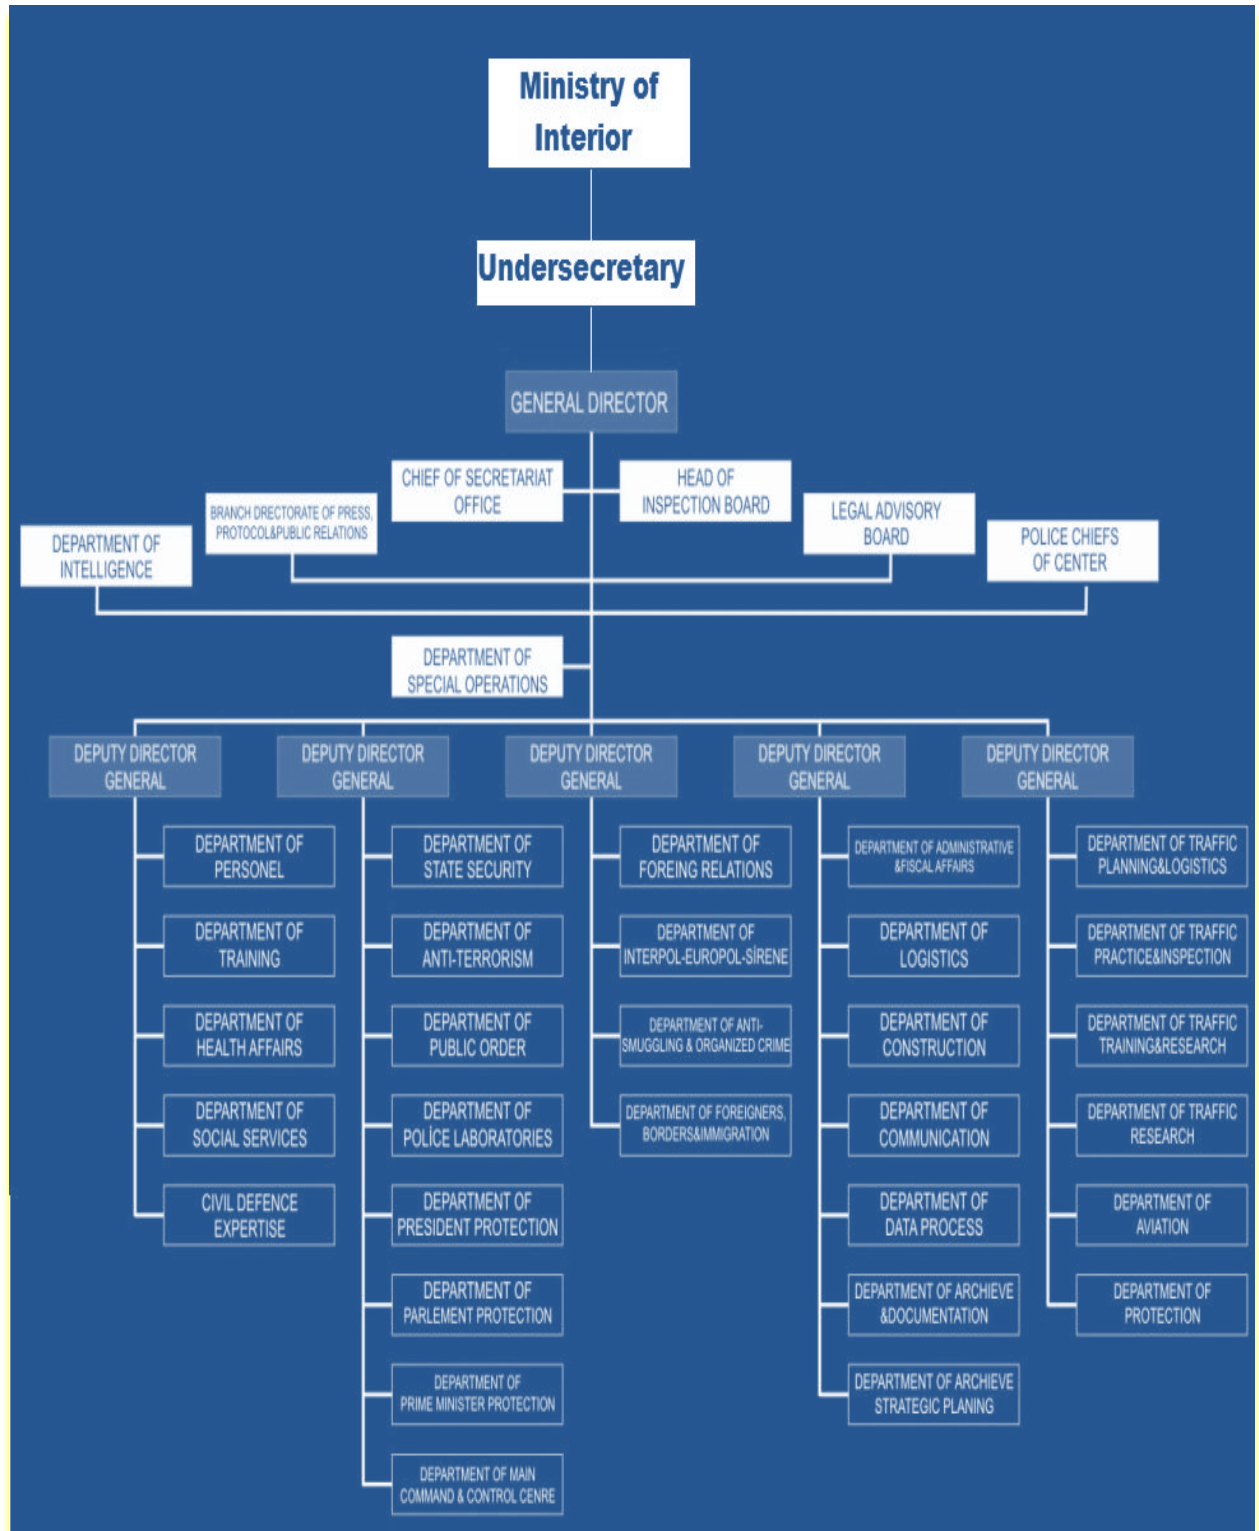 Ministry of
Interior
Undersecretary
GENERAL DIRECTOR
CHIEF OF SECRETARIAT
OFFICE
HEAD OF
INSPECTION BOARD
BRANCH DRECTORATE OF PRESS,
PROTOCOL&PUBLIC RELATIONS
LEGAL ADVISORY
BOARD
DEPARTMENT OF
INTELLIGENCE
POLICE CHIEFS
OF CENTER
DEPARTMENT OF
SPECIAL OPERATIONS
DEPUTY DIRECTOR
GENERAL
DEPUTY DIRECTOR
GENERAL
DEPUTY DIRECTOR
GENERAL
DEPUTY DIRECTOR
GENERAL
DEPUTY DIRECTOR
GENERAL
DEPARTMENT OF
PERSONEL
DEPARTMENT OF
TRAINING
DEPARTMENT OF
HEALTH AFFAIRS
DEPARTMENT OF
SOCIAL SERVICES
CIVIL DEFENCE
EXPERTISE
DEPARTMENT OF
STATE SECURITY
DEPARTMENT OF
ANTI-TERRORISM
DEPARTMENT OF
PUBLIC ORDER
DEPARTMENT OF
POLİCE LABORATORIES
DEPARTMENT OF
PRESIDENT PROTECTION
DEPARTMENT OF
PARLEMENT PROTECTION
DEPARTMENT OF
PRIME MINISTER PROTECTION
DEPARTMENT OF MAIN
COMMAND & CONTROL CENRE
DEPARTMENT OF
FOREING RELATIONS
DEPARTMENT OF
INTERPOL-EUROPOL-SİRENE
DEPARTMENT OF ANTI-
SMUGGLING & ORGANIZED CRIME
DEPARTMENT OF FOREIGNERS,
BORDERS&IMMIGRATION
DEPARTMENT OF ADMINISTRATIVE
&FISCAL AFFAIRS
DEPARTMENT OF
LOGISTICS
DEPARTMENT OF
CONSTRUCTION
DEPARTMENT OF
COMMUNICATION
DEPARTMENT OF
DATA PROCESS
DEPARTMENT OF ARCHIEVE
&DOCUMENTATION
DEPARTMENT OF ARCHIEVE
STRATEGIC PLANING
DEPARTMENT OF TRAFFIC
PLANNING&LOGISTICS
DEPARTMENT OF TRAFFIC
PRACTICE&INSPECTION
DEPARTMENT OF TRAFFIC
TRAINING&RESEARCH
DEPARTMENT OF TRAFFIC
RESEARCH
DEPARTMENT OF
AVIATION
DEPARTMENT OF
PROTECTION